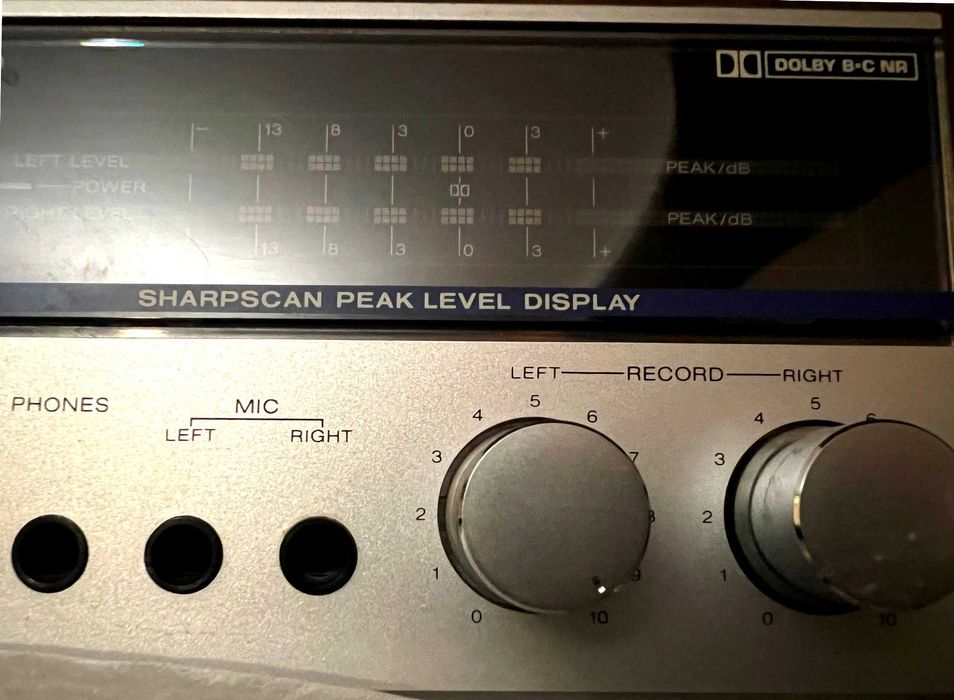 DOLBY B·C NR
− 13 8 3 0 3 +
LEFT LEVEL PEAK/dB
POWER
RIGHT LEVEL PEAK/dB
13 8 3 0 3 +
SHARPSCAN PEAK LEVEL DISPLAY
LEFT RECORD RIGHT
PHONES
MIC
LEFT RIGHT
0 1 2 3 4 5 6 7 8 9 10
0 1 2 3 4 5 6 10